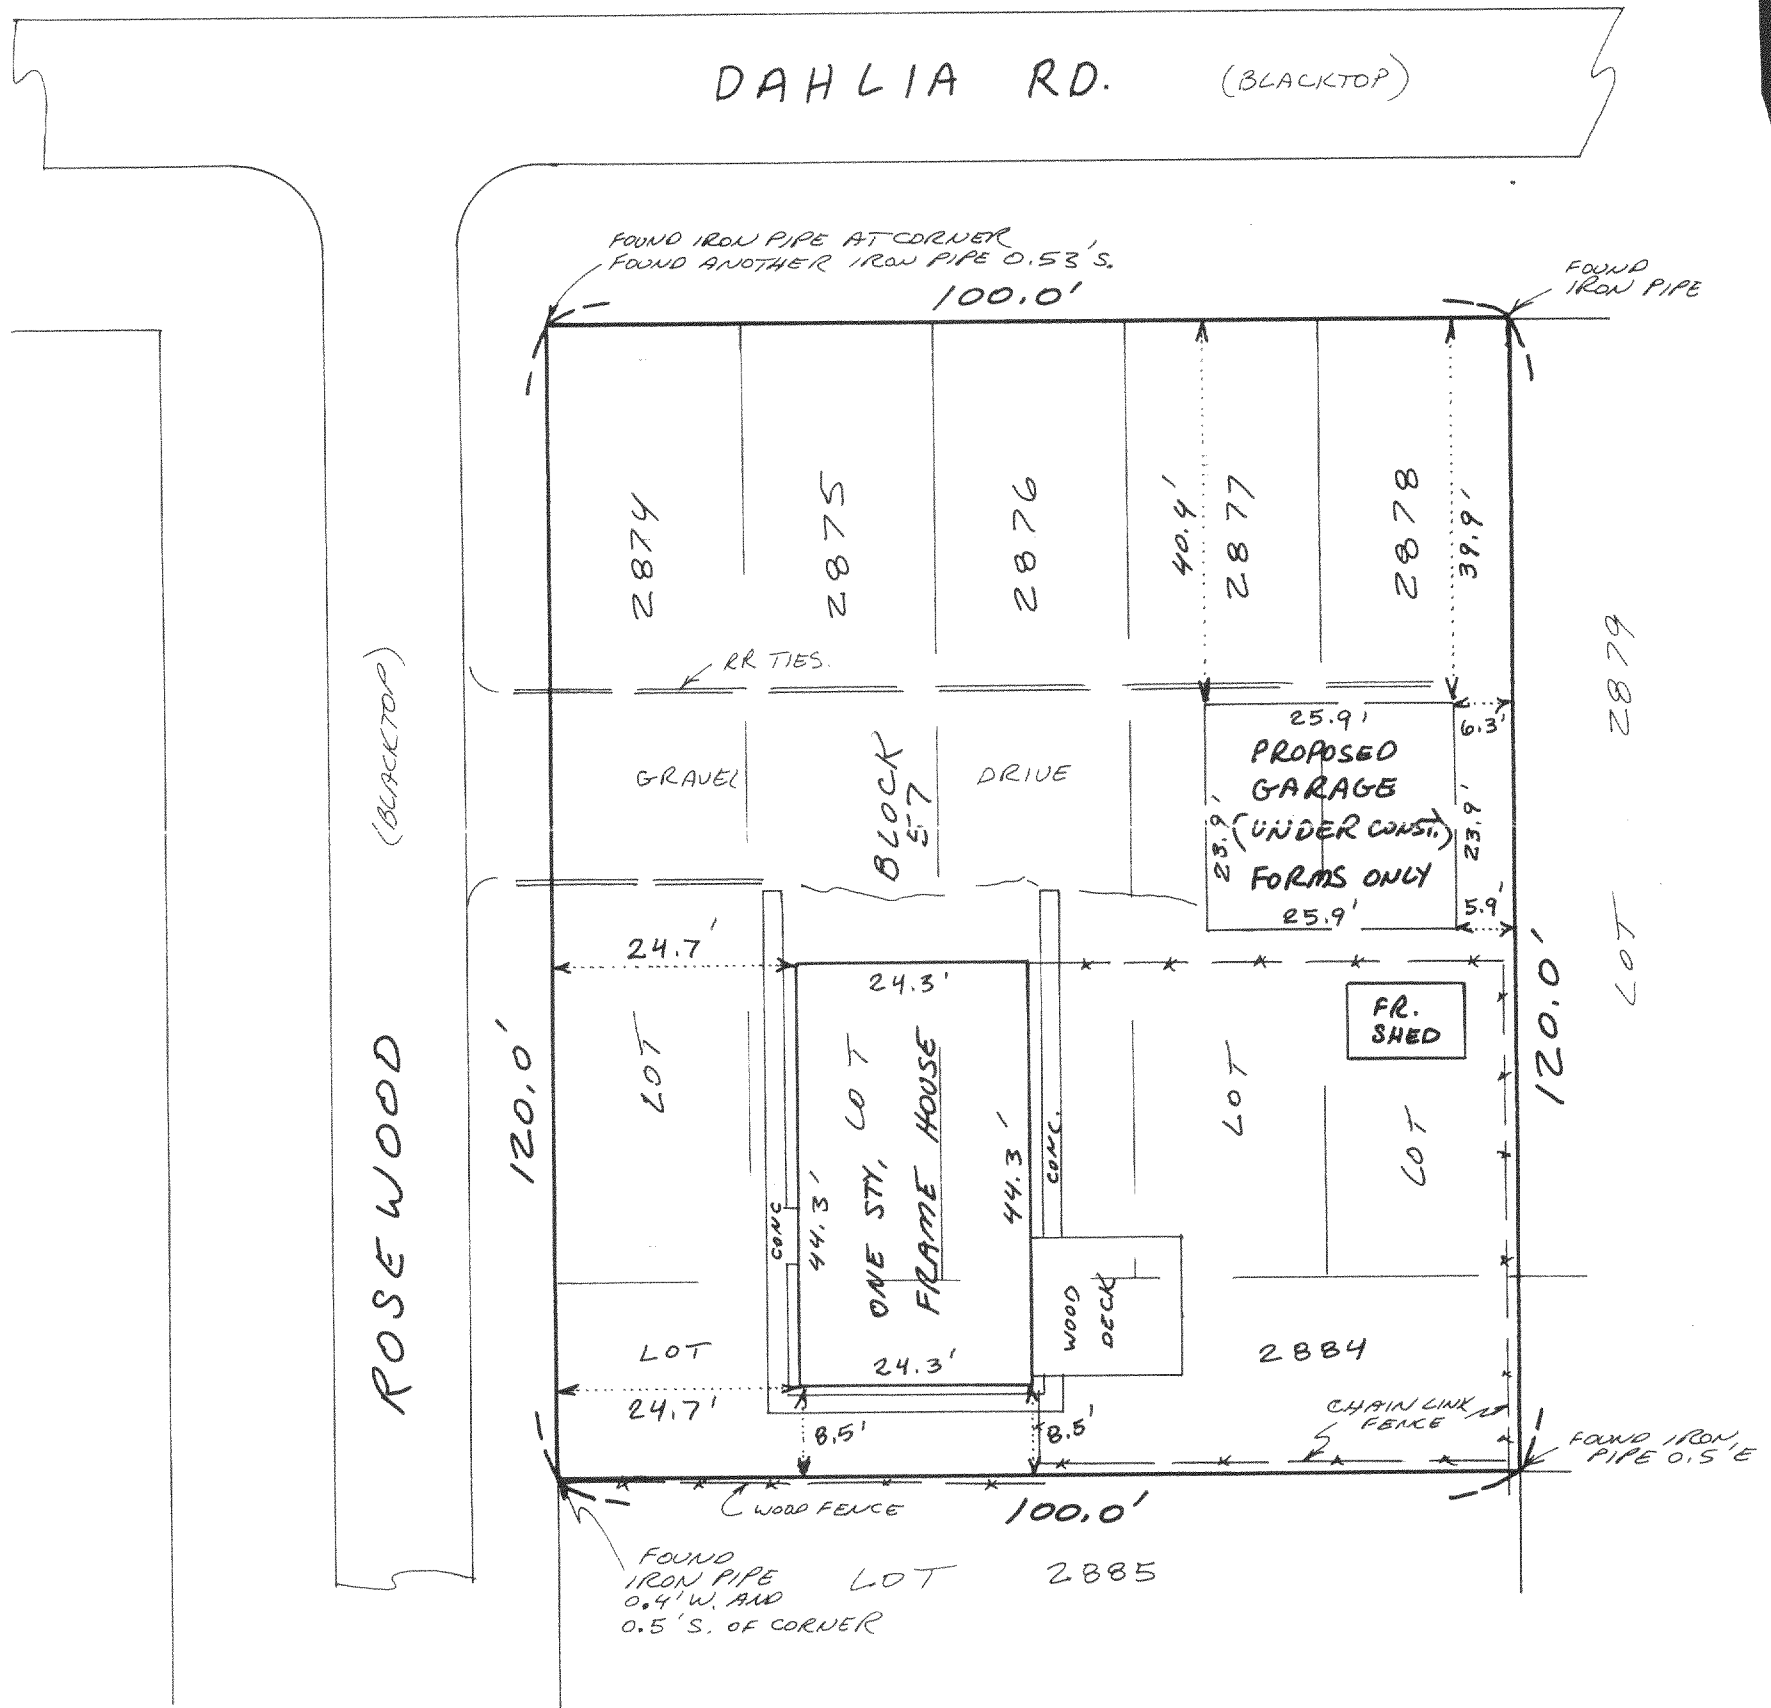 DAHLIA RD. (BLACKTOP)
FOUND IRON PIPE AT CORNER
FOUND ANOTHER IRON PIPE 0.53'S.
100.0'
FOUND
IRON PIPE
2874
2875
2876
40.4'
2877
2878
39.9'
2879
LOT
RR TIES.
(BLACKTOP)
ROSEWOOD
GRAVEL
DRIVE
BLOCK
57
25.9'
6.3'
PROPOSED
GARAGE
(UNDER CONST.)
FORMS ONLY
23.9'
23.9'
25.9'
5.9'
24.7'
24.3'
120.0'
LOT
LOT
ONE STY,
FRAME HOUSE
44.3'
44.3'
CONC
CONC.
LOT
LOT
FR.
SHED
120.0'
WOOD
DECK
LOT
2884
24.3'
24.7'
8.5'
8.5'
CHAIN LINK
FENCE
FOUND IRON
PIPE 0.5'E
WOOD FENCE
100.0'
FOUND
IRON PIPE
0.4'W. AND
0.5'S. OF CORNER
LOT 2885